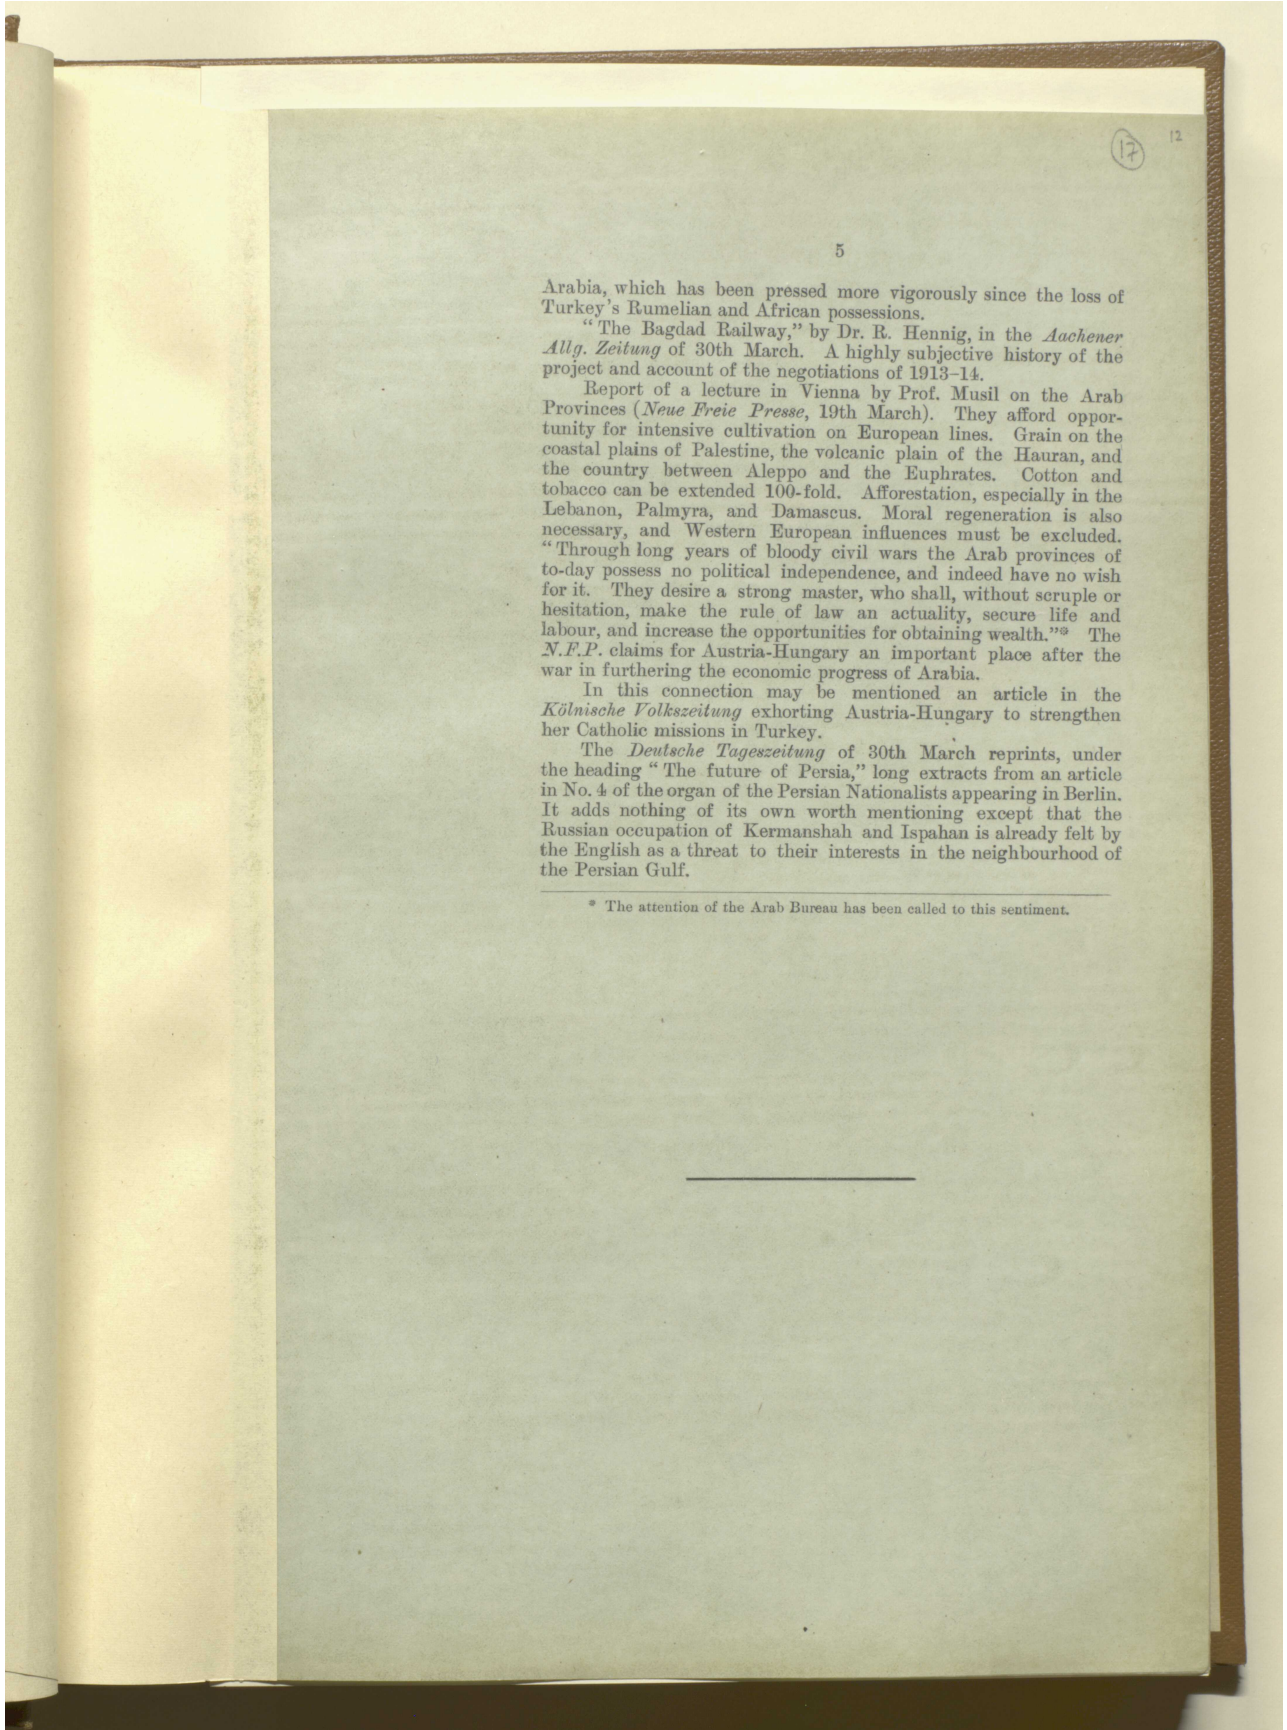 17
12
5
Arabia, which has been pressed more vigorously since the loss of
Turkey's Rumelian and African possessions.
“The Bagdad Railway,” by Dr. R. Hennig, in the Aachener
Allg. Zeitung of 30th March. A highly subjective history of the
project and account of the negotiations of 1913–14.
Report of a lecture in Vienna by Prof. Musil on the Arab
Provinces (Neue Freie Presse, 19th March). They afford oppor-
tunity for intensive cultivation on European lines. Grain on the
coastal plains of Palestine, the volcanic plain of the Hauran, and
the country between Aleppo and the Euphrates. Cotton and
tobacco can be extended 100-fold. Afforestation, especially in the
Lebanon, Palmyra, and Damascus. Moral regeneration is also
necessary, and Western European influences must be excluded.
“Through long years of bloody civil wars the Arab provinces of
to-day possess no political independence, and indeed have no wish
for it. They desire a strong master, who shall, without scruple or
hesitation, make the rule of law an actuality, secure life and
labour, and increase the opportunities for obtaining wealth.”* The
N.F.P. claims for Austria-Hungary an important place after the
war in furthering the economic progress of Arabia.
In this connection may be mentioned an article in the
Kölnische Volkszeitung exhorting Austria-Hungary to strengthen
her Catholic missions in Turkey.
The Deutsche Tageszeitung of 30th March reprints, under
the heading “The future of Persia,” long extracts from an article
in No. 4 of the organ of the Persian Nationalists appearing in Berlin.
It adds nothing of its own worth mentioning except that the
Russian occupation of Kermanshah and Ispahan is already felt by
the English as a threat to their interests in the neighbourhood of
the Persian Gulf.
* The attention of the Arab Bureau has been called to this sentiment.